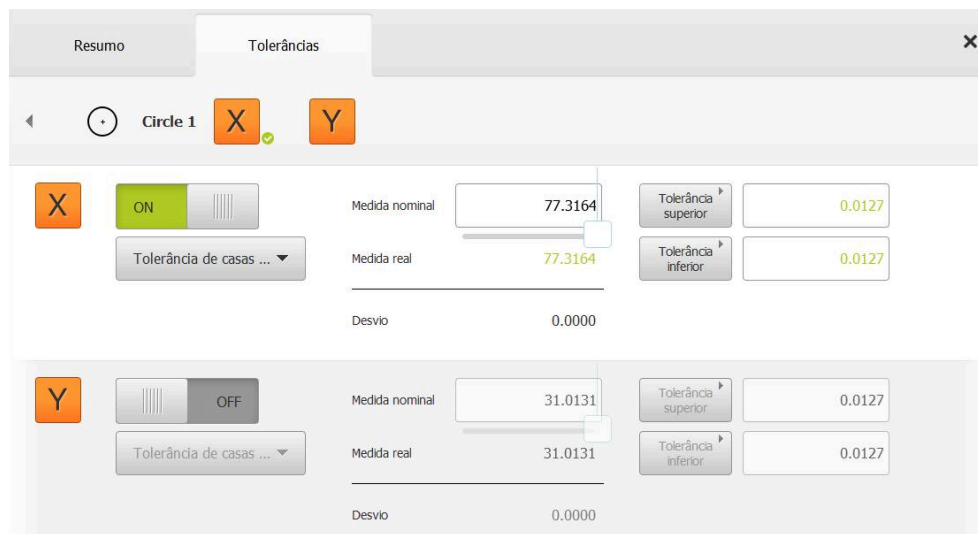 Resumo
Tolerâncias
Circle 1
X
Y
X
ON
Medida nominal
77.3164
Tolerância
superior
0.0127
Tolerância de casas ...
Medida real
77.3164
Tolerância
inferior
0.0127
Desvio
0.0000
Y
OFF
Medida nominal
31.0131
Tolerância
superior
0.0127
Tolerância de casas ...
Medida real
31.0131
Tolerância
inferior
0.0127
Desvio
0.0000